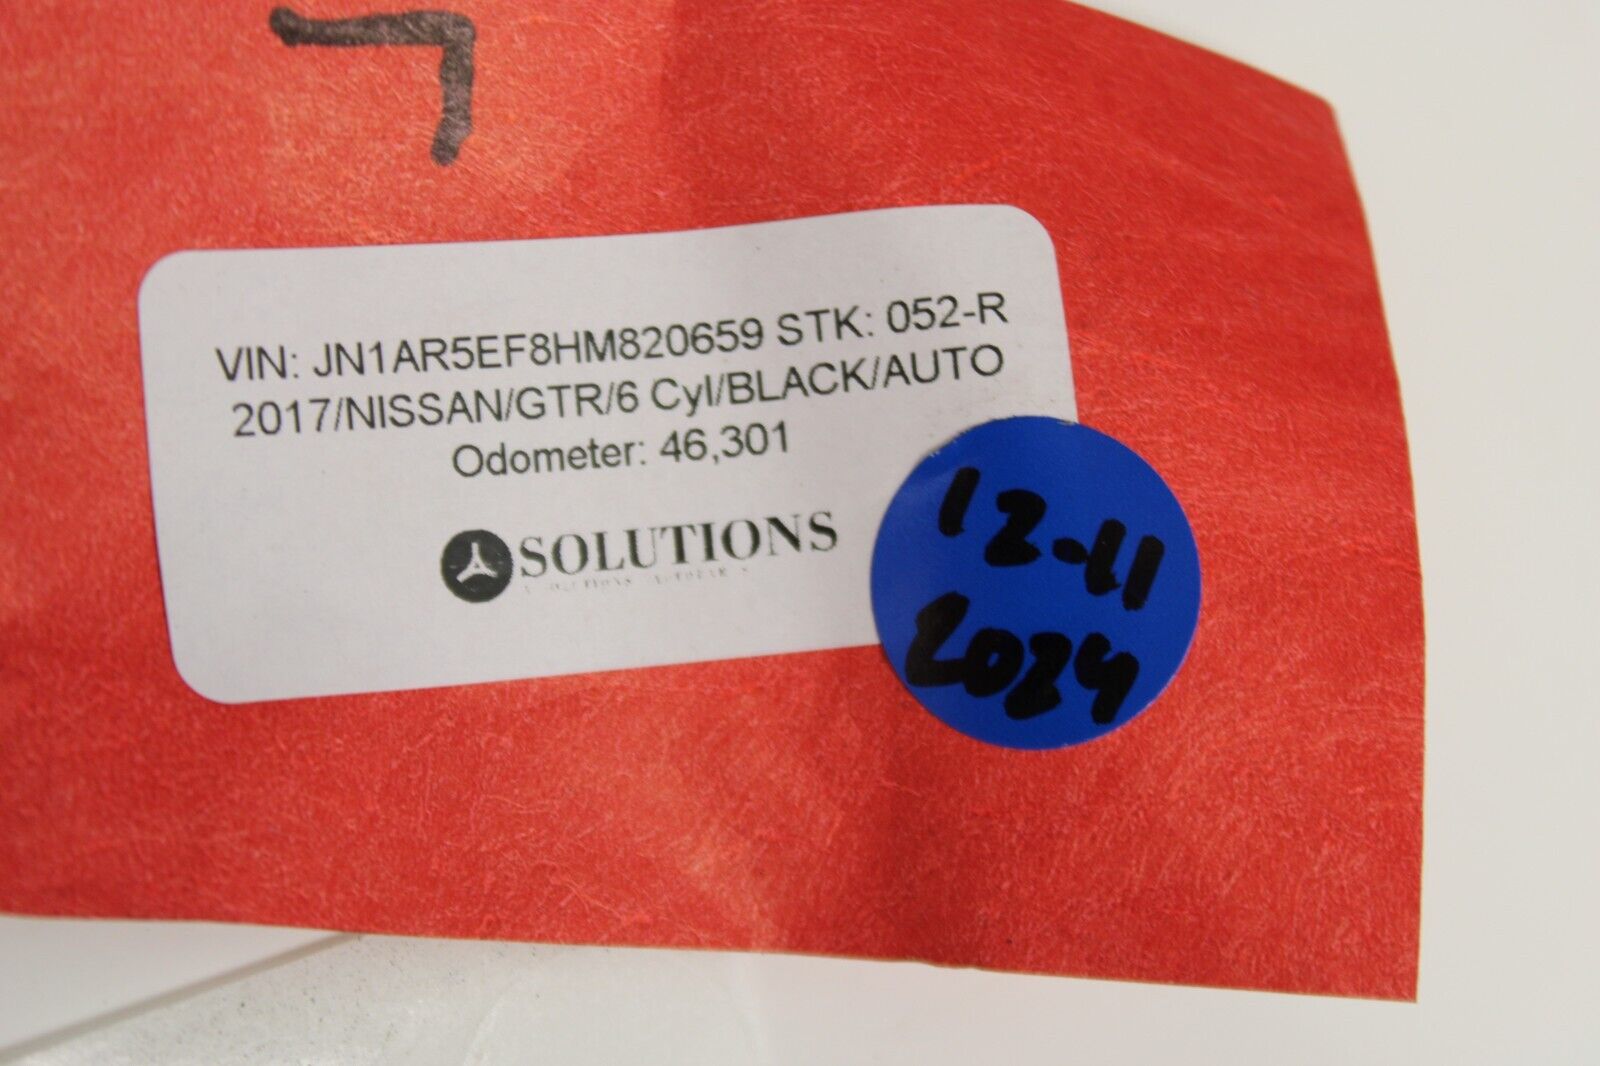 7
VIN: JN1AR5EF8HM820659 STK: 052-R
2017/NISSAN/GTR/6 Cyl/BLACK/AUTO
Odometer: 46,301
SOLUTIONS
12-11
2024